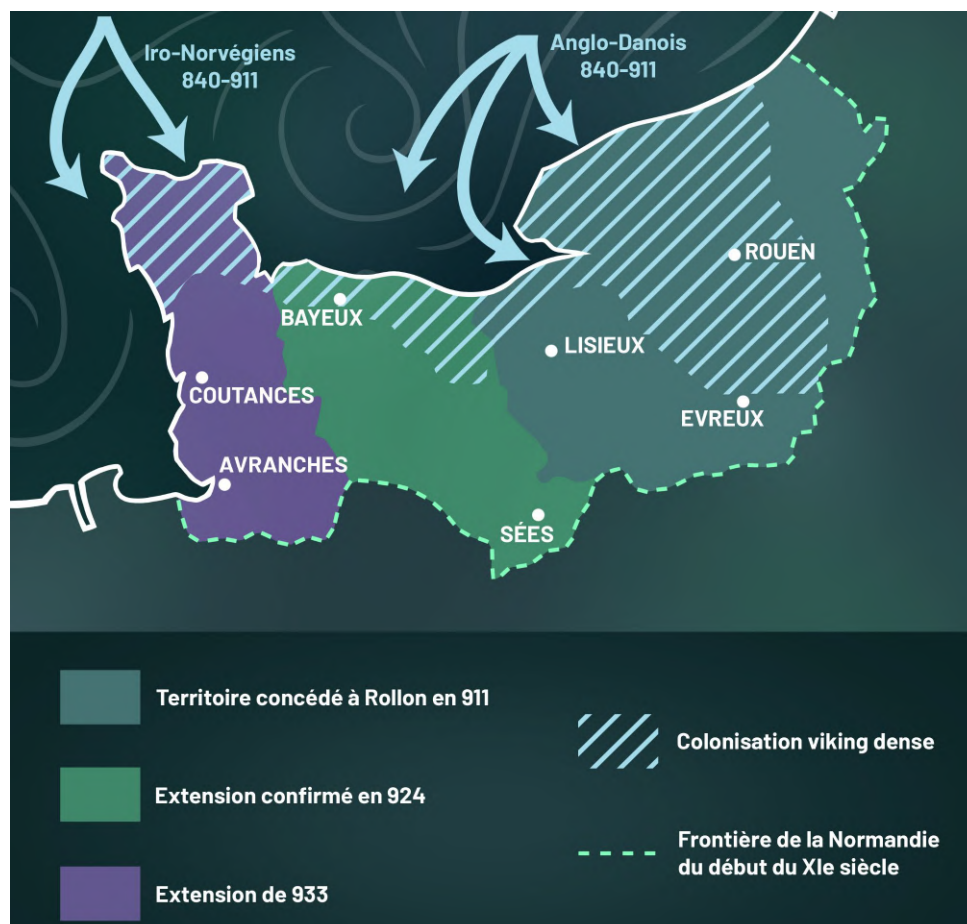 Iro-Norvégiens
840-911
Anglo-Danois
840-911
ROUEN
BAYEUX
LISIEUX
COUTANCES
EVREUX
AVRANCHES
SÉES
Territoire concédé à Rollon en 911
Extension confirmé en 924
Extension de 933
Colonisation viking dense
Frontière de la Normandie
du début du XIe siècle